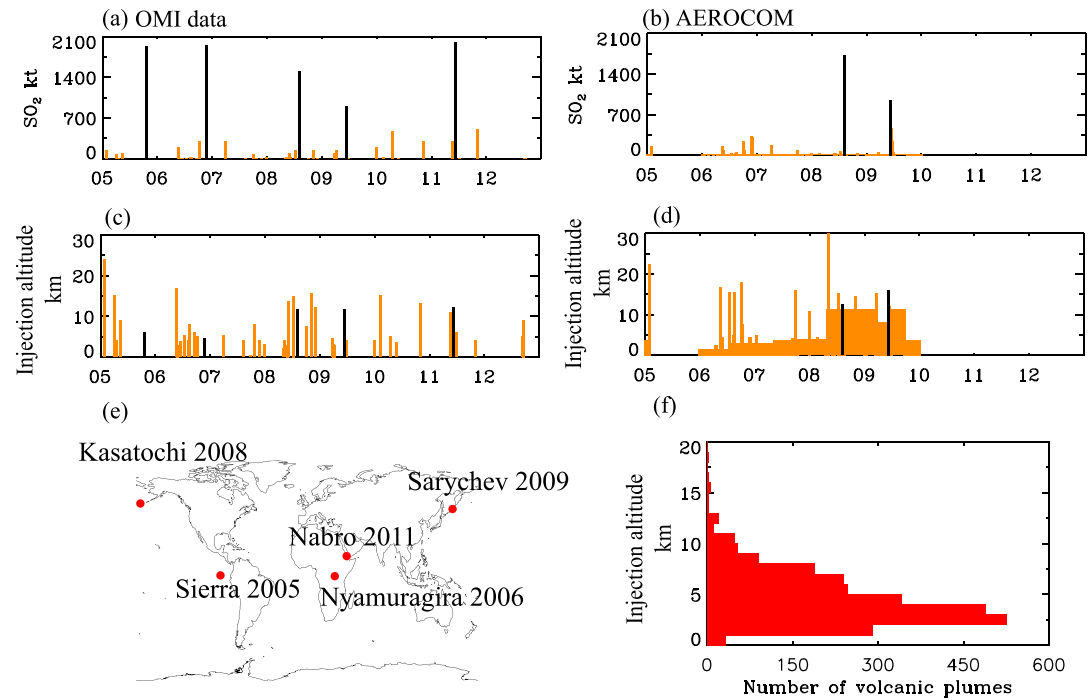 (a) OMI data
2100
1400
700
0
SO₂ kt
05 06 07 08 09 10 11 12
(b) AEROCOM
2100
1400
700
0
SO₂ kt
05 06 07 08 09 10 11 12
(c)
30
20
10
0
Injection altitude
km
05 06 07 08 09 10 11 12
(d)
30
20
10
0
Injection altitude
km
05 06 07 08 09 10 11 12
(e)
Kasatochi 2008
Sarychev 2009
Nabro 2011
Sierra 2005
Nyamuragira 2006
(f)
20
15
10
5
0
Injection altitude
km
0 150 300 450 600
Number of volcanic plumes